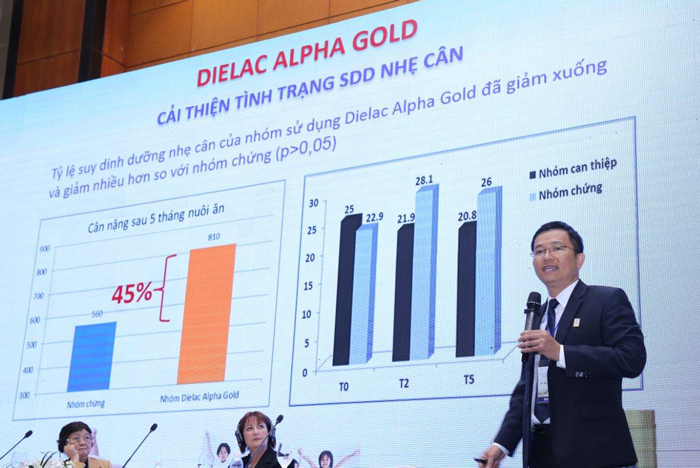 DIELAC ALPHA GOLD
CẢI THIỆN TÌNH TRẠNG SDD NHẸ CÂN
Tỷ lệ suy dinh dưỡng nhẹ cân của nhóm sử dụng Dielac Alpha Gold đã giảm xuống
và giảm nhiều hơn so với nhóm chứng (p>0,05)
Cân nặng sau 5 tháng nuôi ăn
900
800
700
600
500
400
300
560
810
45%
Nhóm chứng
Nhóm Dielac Alpha Gold
30
25
20
15
10
5
0
25
22.9
21.9
28.1
20.8
26
T0
T2
T5
Nhóm can thiệp
Nhóm chứng